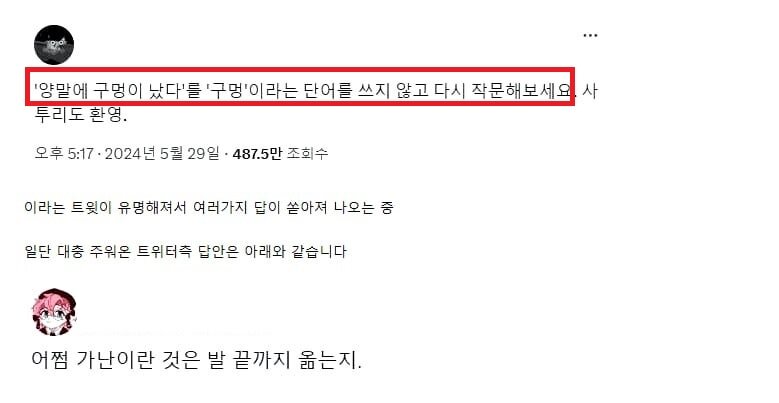 '양말에 구멍이 났다'를 '구멍'이라는 단어를 쓰지 않고 다시 작문해보세요. 사
투리도 환영.
오후 5:17 · 2024년 5월 29일 · 487.5만 조회수
이라는 트윗이 유명해져서 여러가지 답이 쏟아져 나오는 중
일단 대충 주워온 트위터측 답안은 아래와 같습니다
어쩜 가난이란 것은 발 끝까지 옮는지.